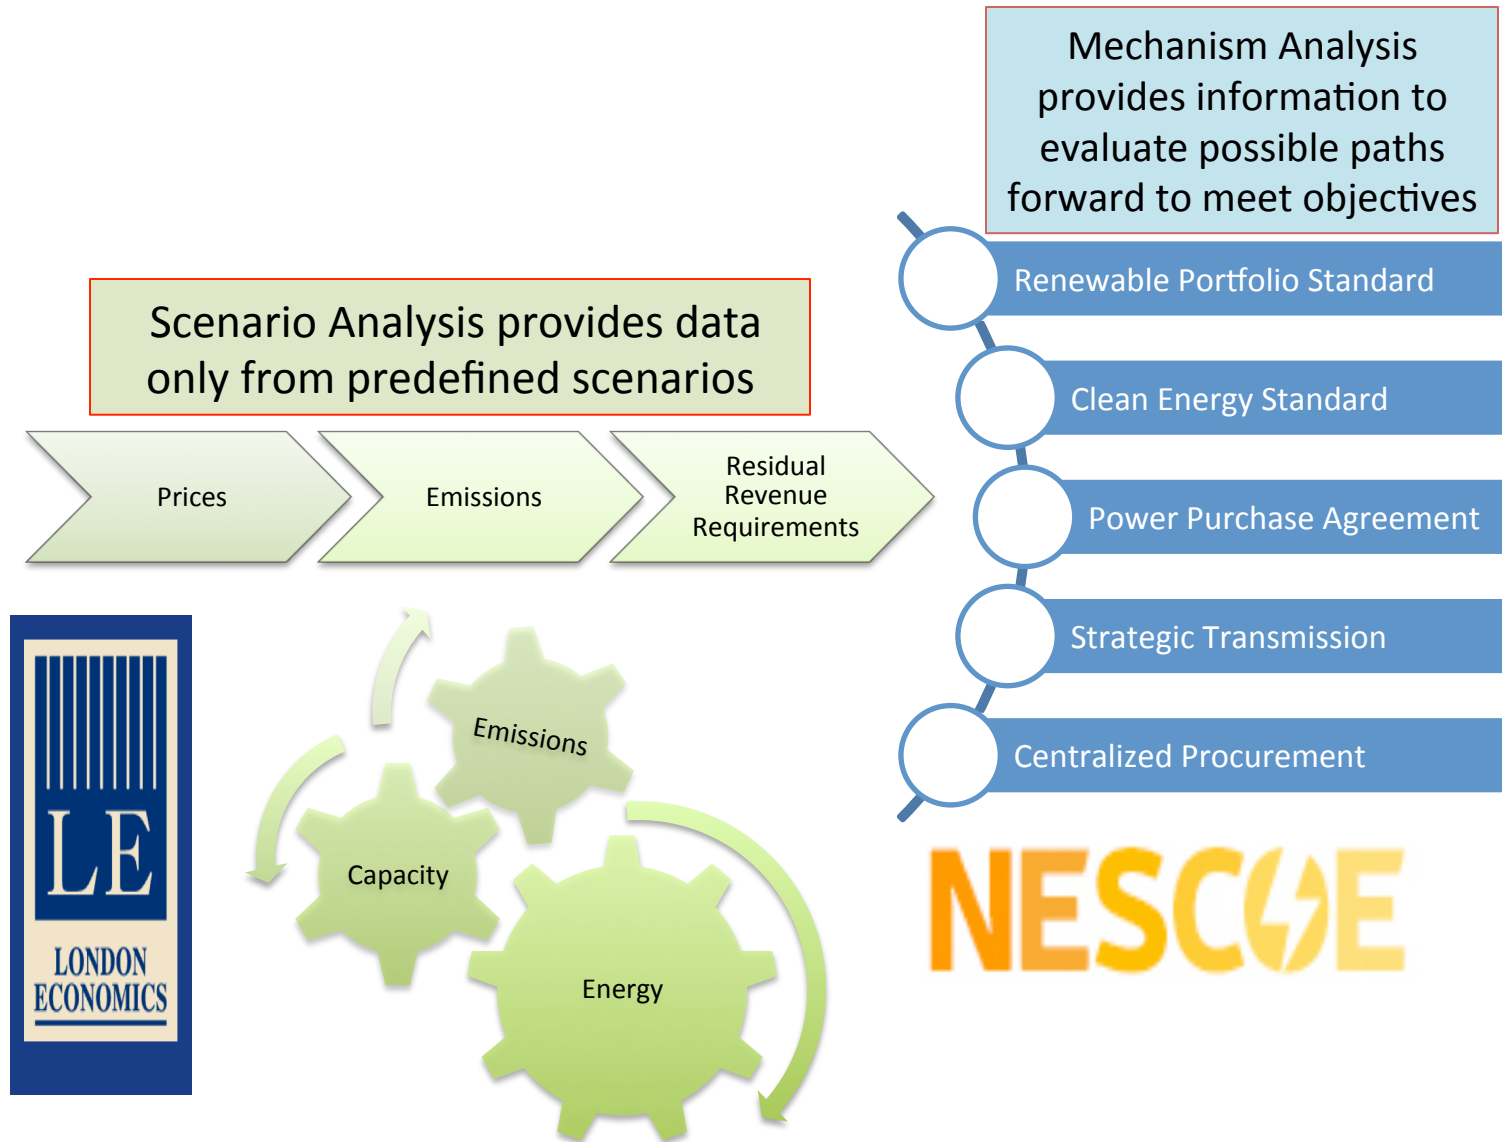 Mechanism Analysis
provides information to
evaluate possible paths
forward to meet objectives
Scenario Analysis provides data
only from predefined scenarios
Prices
Emissions
Residual
Revenue
Requirements
Renewable Portfolio Standard
Clean Energy Standard
Power Purchase Agreement
Strategic Transmission
Centralized Procurement
Emissions
Capacity
Energy
LE
LONDON
ECONOMICS
NESCOE